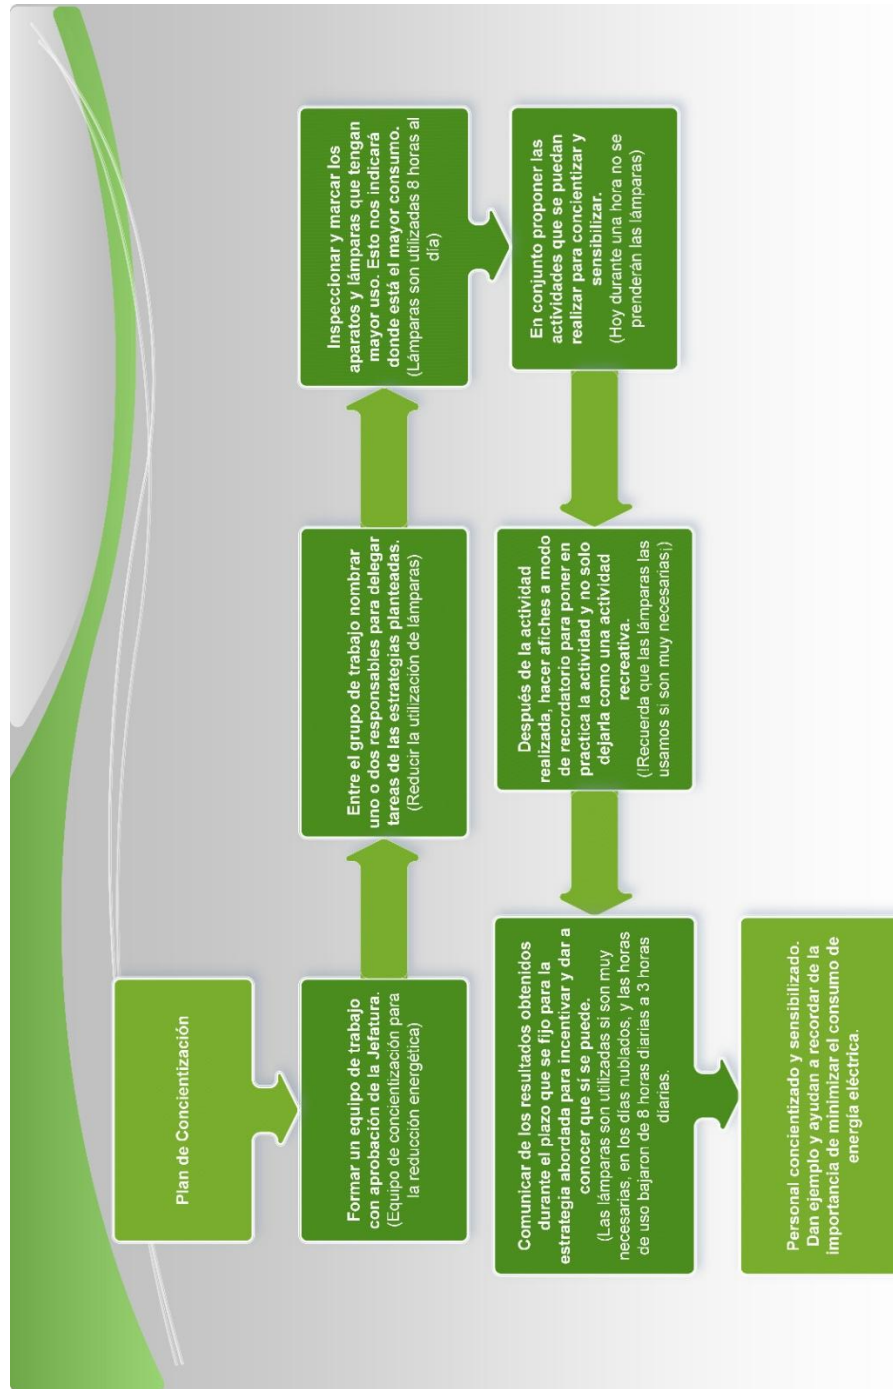 Plan de Concientización
Formar un equipo de trabajo
con aprobación de la Jefatura.
(Equipo de concientización para
la reducción energética)
Entre el grupo de trabajo nombrar
uno o dos responsables para delegar
tareas de las estrategias planteadas.
(Reducir la utilización de lámparas)
Inspeccionar y marcar los
aparatos y lámparas que tengan
mayor uso. Esto nos indicará
donde está el mayor consumo.
(Lámparas son utilizadas 8 horas al
día)
En conjunto proponer las
actividades que se puedan
realizar para concientizar y
sensibilizar.
(Hoy durante una hora no se
prenderán las lámparas)
Después de la actividad
realizada, hacer afiches a modo
de recordatorio para poner en
practica la actividad y no solo
dejarla como una actividad
recreativa.
(!Recuerda que las lámparas las
usamos si son muy necesarias¡)
Comunicar de los resultados obtenidos
durante el plazo que se fijo para la
estrategia abordada para incentivar y dar a
conocer que sí se puede.
(Las lámparas son utilizadas si son muy
necesarias, en los días nublados, y las horas
de uso bajaron de 8 horas diarias a 3 horas
diarias.
Personal concientizado y sensibilizado.
Dan ejemplo y ayudan a recordar de la
importancia de minimizar el consumo de
energía eléctrica.